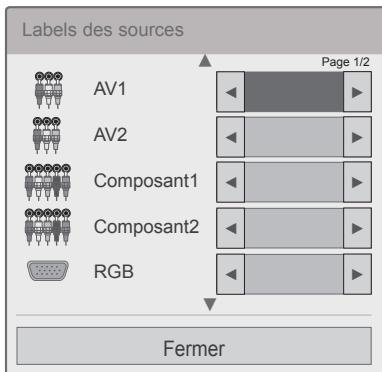 Labels des sources
Page 1/2
AV1
AV2
Composant1
Composant2
RGB
Fermer